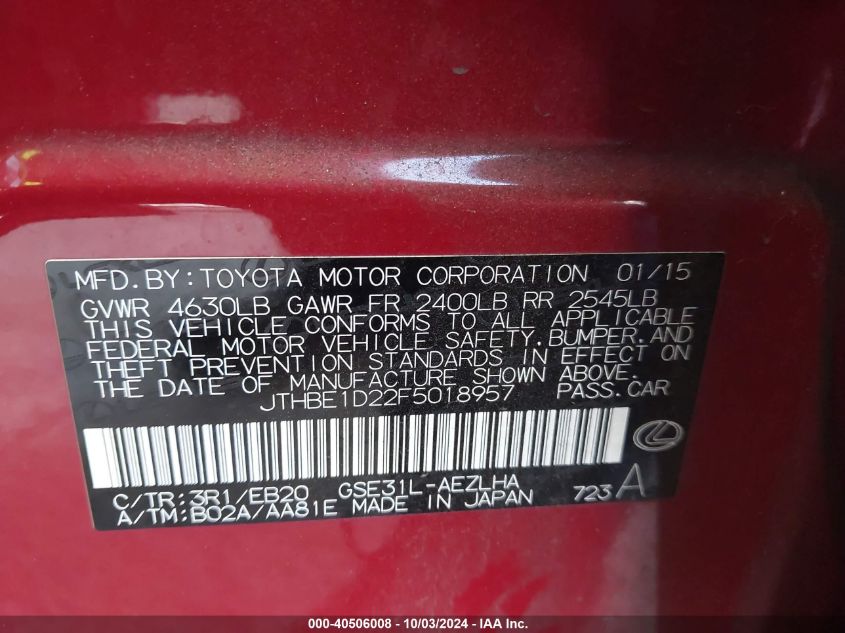 MFD.BY:TOYOTA MOTOR CORPORATION 01/15
GVWR 4630LB GAWR FR 2400LB RR 2545LB
THIS VEHICLE CONFORMS TO ALL APPLICABLE
FEDERAL MOTOR VEHICLE SAFETY,BUMPER,AND
THEFT PREVENTION STANDARDS IN EFFECT ON
THE DATE OF MANUFACTURE SHOWN ABOVE.
JTHBE1D22F5018957 PASS.CAR
C/TR:3R1/EB20 GSE31L-AEZLHA
A/TM:B02A/AA81E MADE IN JAPAN 723 A
000-40506008 - 10/03/2024 - IAA Inc.